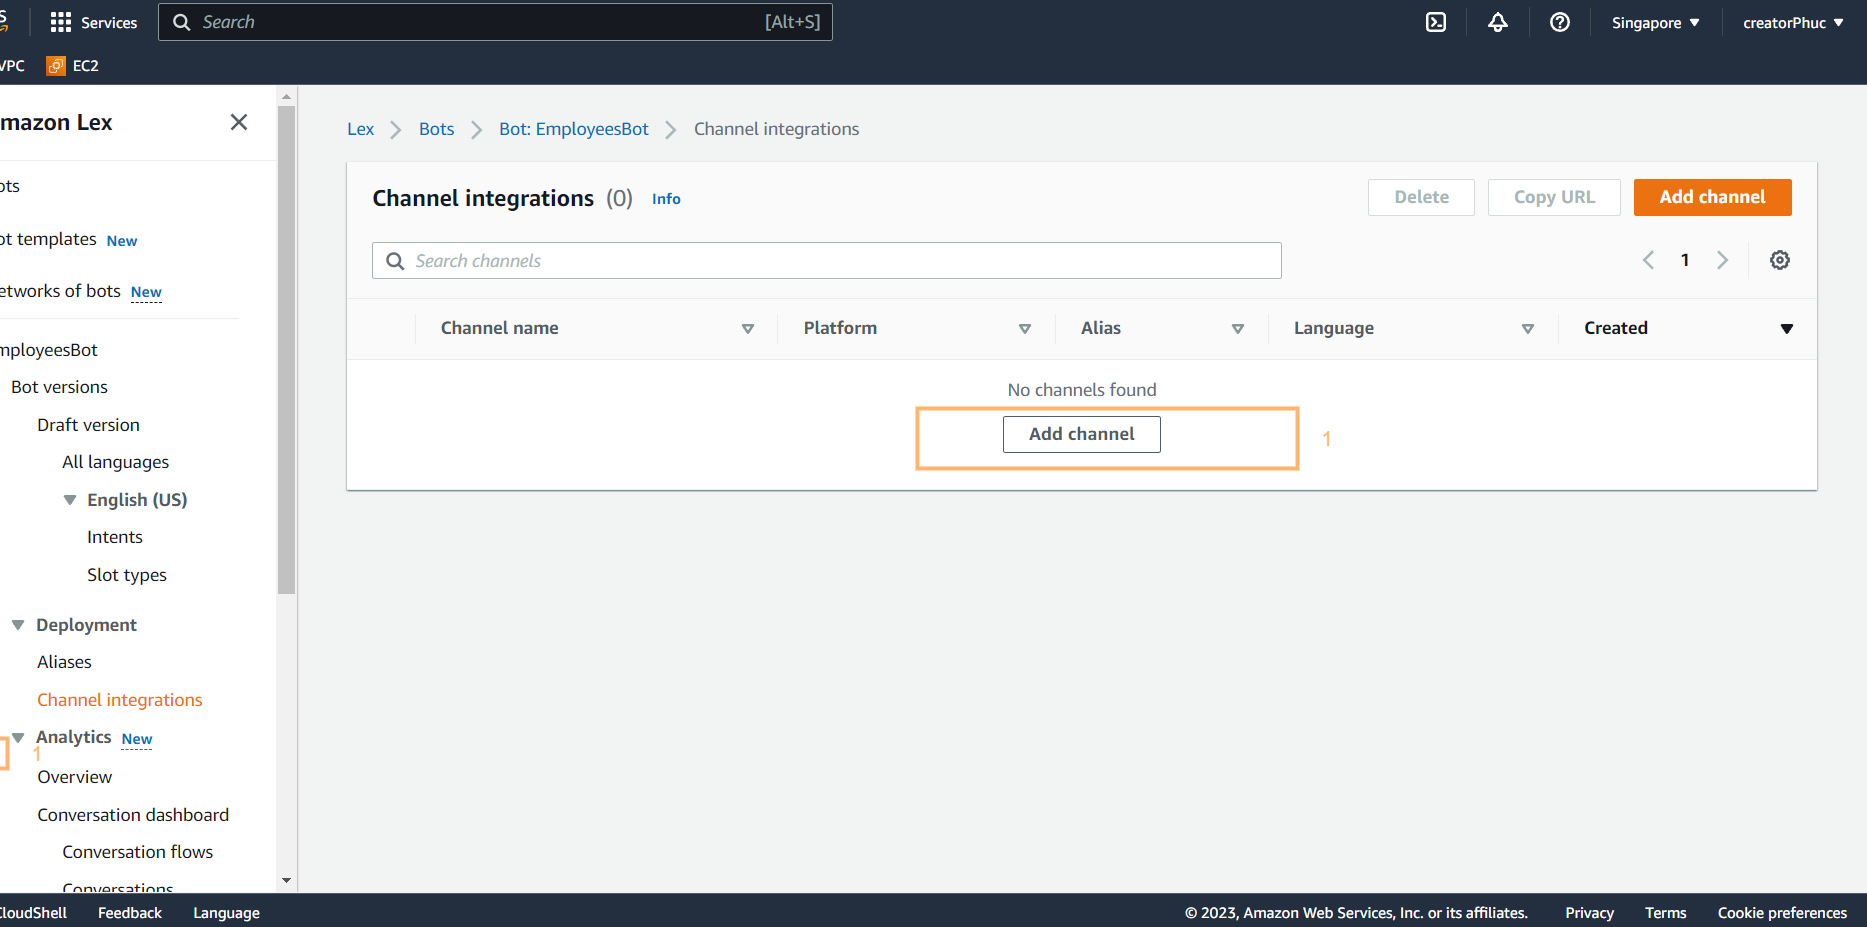 Services
Search [Alt+S]
Singapore
creatorPhuc
VPC
EC2
mazon Lex
ots
ot templates New
etworks of bots New
mployeesBot
Bot versions
Draft version
All languages
English (US)
Intents
Slot types
Deployment
Aliases
Channel integrations
Analytics New
1
Overview
Conversation dashboard
Conversation flows
Conversations
Lex
Bots
Bot: EmployeesBot
Channel integrations
Channel integrations (0) Info
Delete
Copy URL
Add channel
Search channels
1
Channel name
Platform
Alias
Language
Created
No channels found
Add channel
1
CloudShell
Feedback
Language
© 2023, Amazon Web Services, Inc. or its affiliates.
Privacy
Terms
Cookie preferences